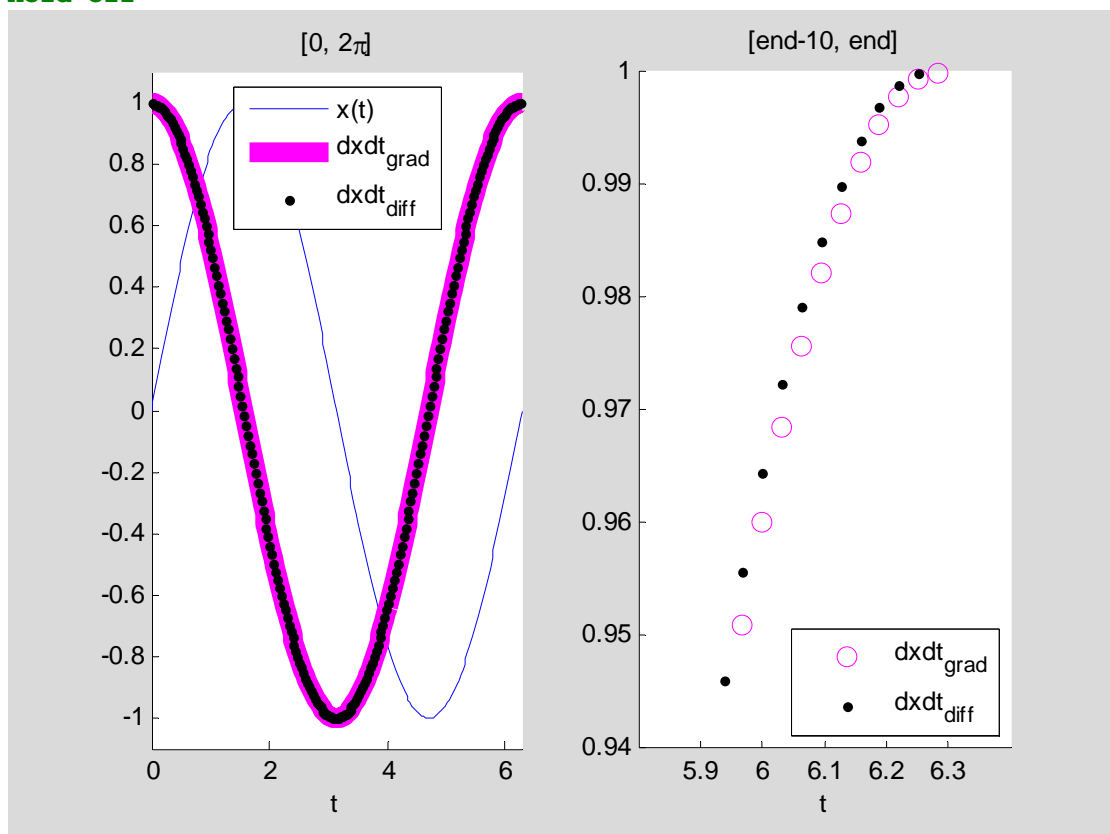 [0, 2π]
x(t)
dxdt_grad
dxdt_diff
1
0.8
0.6
0.4
0.2
0
-0.2
-0.4
-0.6
-0.8
-1
0 2 4 6
t
[end-10, end]
1
0.99
0.98
0.97
0.96
0.95
0.94
dxdt_grad
dxdt_diff
5.9 6 6.1 6.2 6.3
t